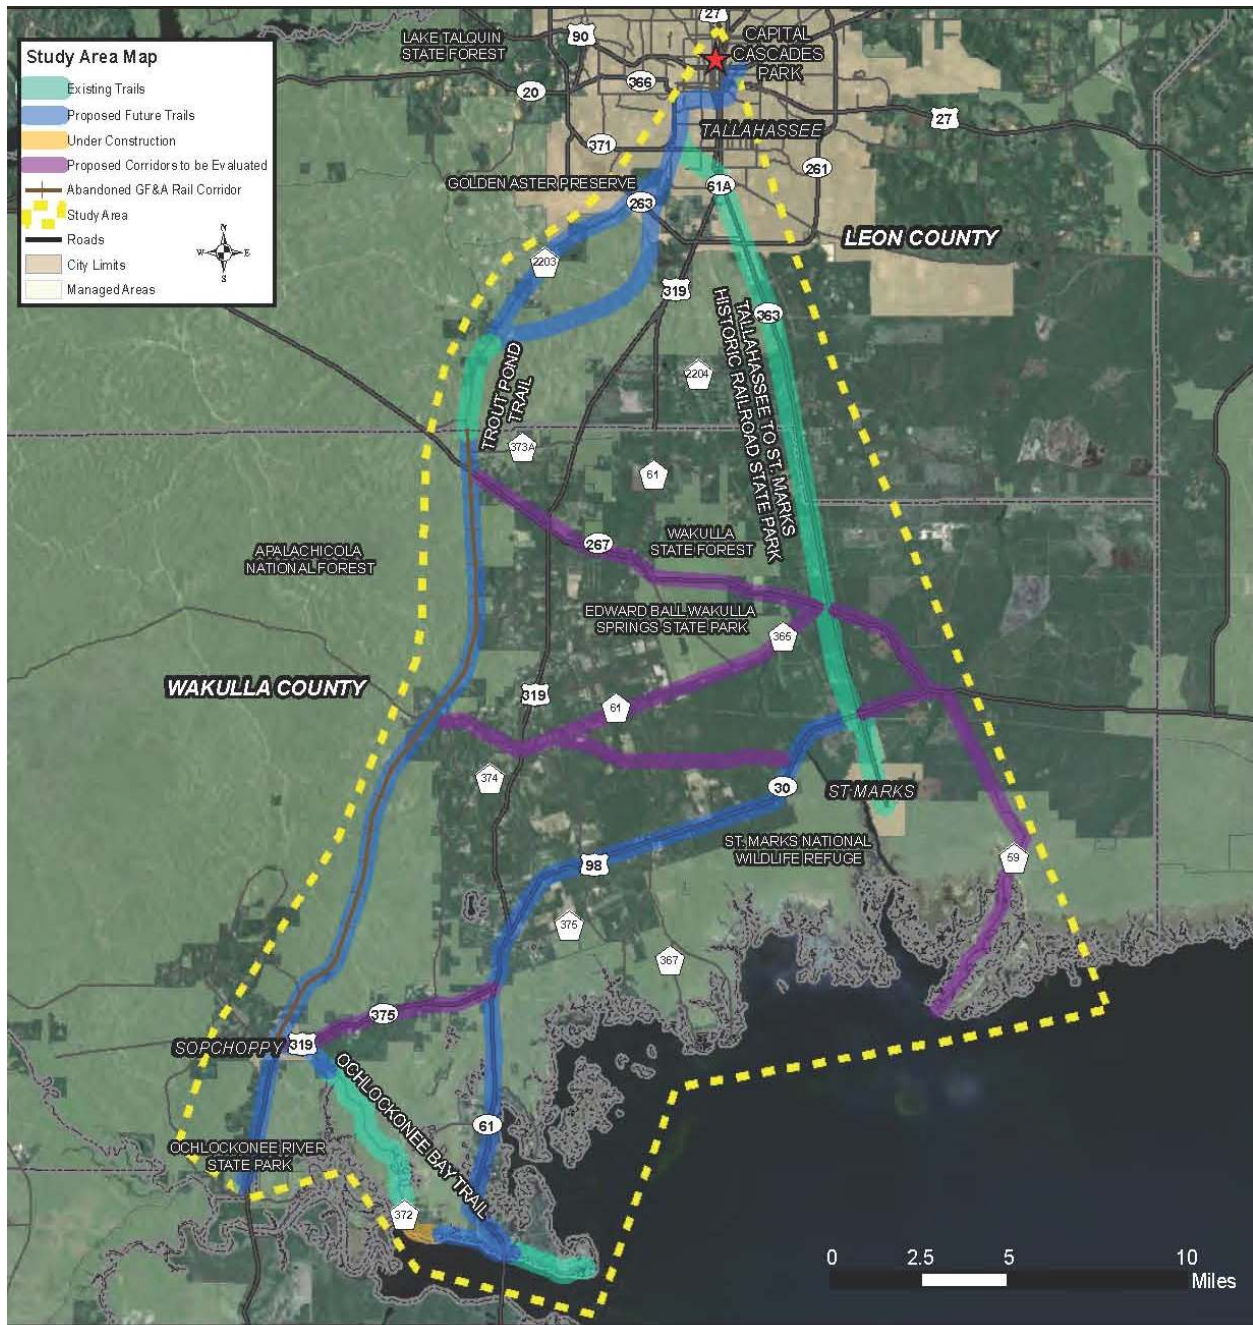 27
90
LAKE TALQUIN
STATE FOREST
CAPITAL
CASCADES
PARK
Study Area Map
Existing Trails
Proposed Future Trails
Under Construction
Proposed Corridors to be Evaluated
Abandoned GF&A Rail Corridor
Study Area
Roads
City Limits
Managed Areas
N
W
E
S
366
20
27
TALLAHASSEE
371
261
GOLDEN ASTER PRESERVE
61A
263
LEON COUNTY
2203
319
363
TALLAHASSEE TO ST. MARKS
HISTORIC RAILROAD STATE PARK
2204
TROUT POND
TRAIL
373A
61
267
WAKULLA
STATE FOREST
APALACHICOLA
NATIONAL FOREST
EDWARD BALL WAKULLA
SPRINGS STATE PARK
365
WAKULLA COUNTY
319
61
374
30
ST MARKS
ST. MARKS NATIONAL
WILDLIFE REFUGE
59
98
375
367
375
SOPCHOPPY
319
OCHLOCKONEE BAY TRAIL
61
OCHLOCKONEE RIVER
STATE PARK
372
0
2.5
5
10
Miles